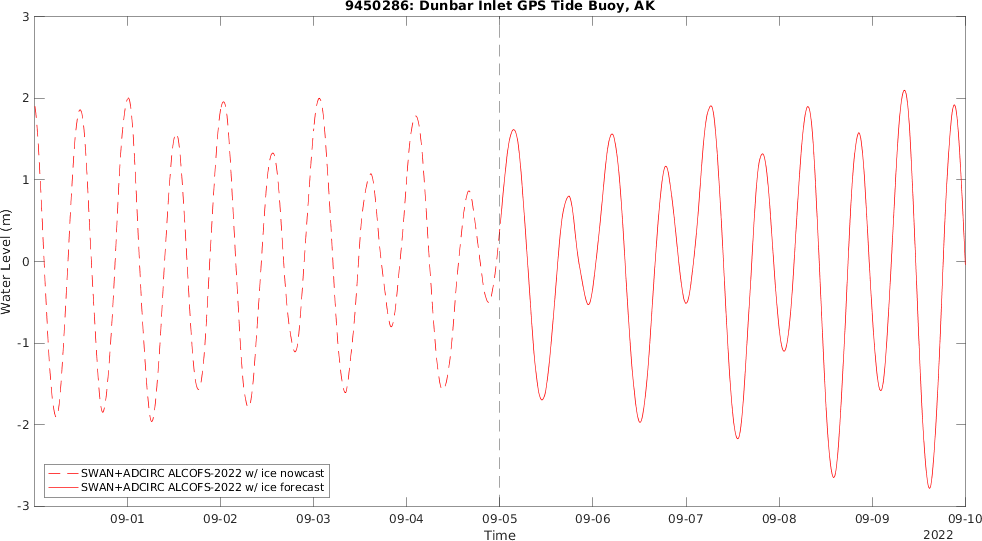 9450286: Dunbar Inlet GPS Tide Buoy, AK
3
2
1
0
-1
-2
-3
Water Level (m)
SWAN+ADCIRC ALCOFS-2022 w/ ice nowcast
SWAN+ADCIRC ALCOFS-2022 w/ ice forecast
09-01 09-02 09-03 09-04 09-05 09-06 09-07 09-08 09-09 09-10
Time
2022